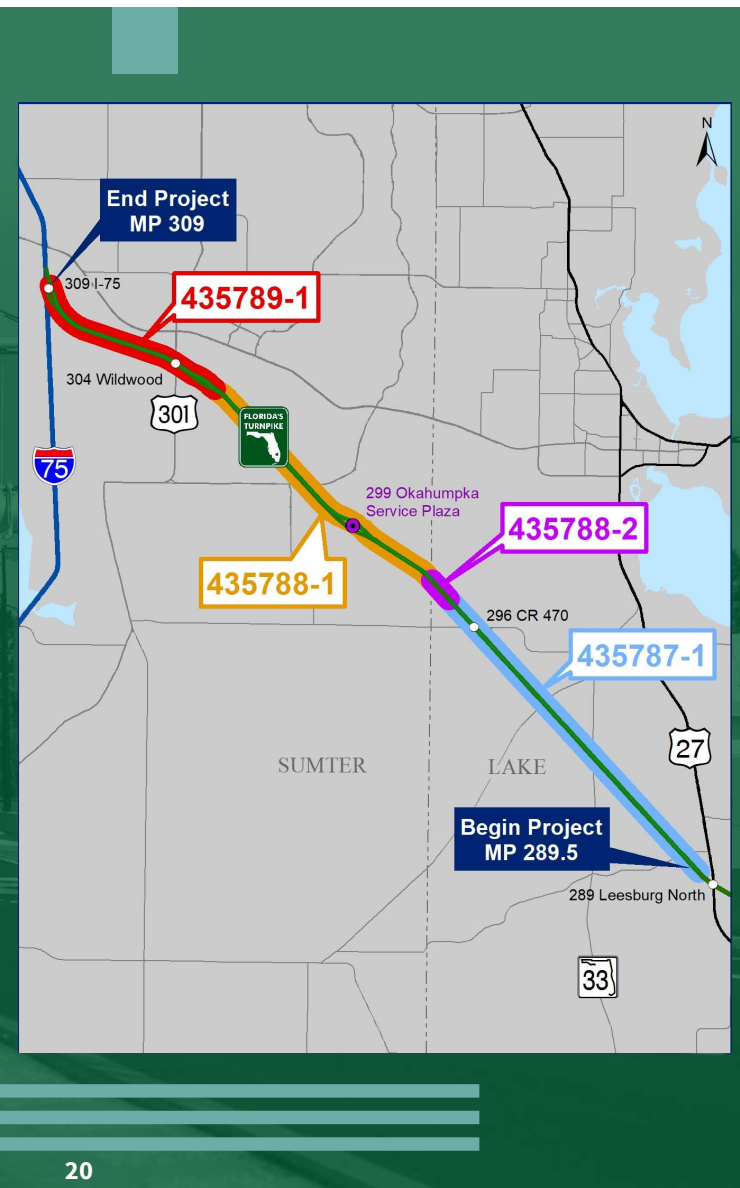 N
End Project
MP 309
309 I-75
435789-1
304 Wildwood
301
FLORIDA'S
TURNPIKE
75
299 Okahumpka
Service Plaza
435788-2
435788-1
296 CR 470
435787-1
27
SUMTER
LAKE
Begin Project
MP 289.5
289 Leesburg North
33
20